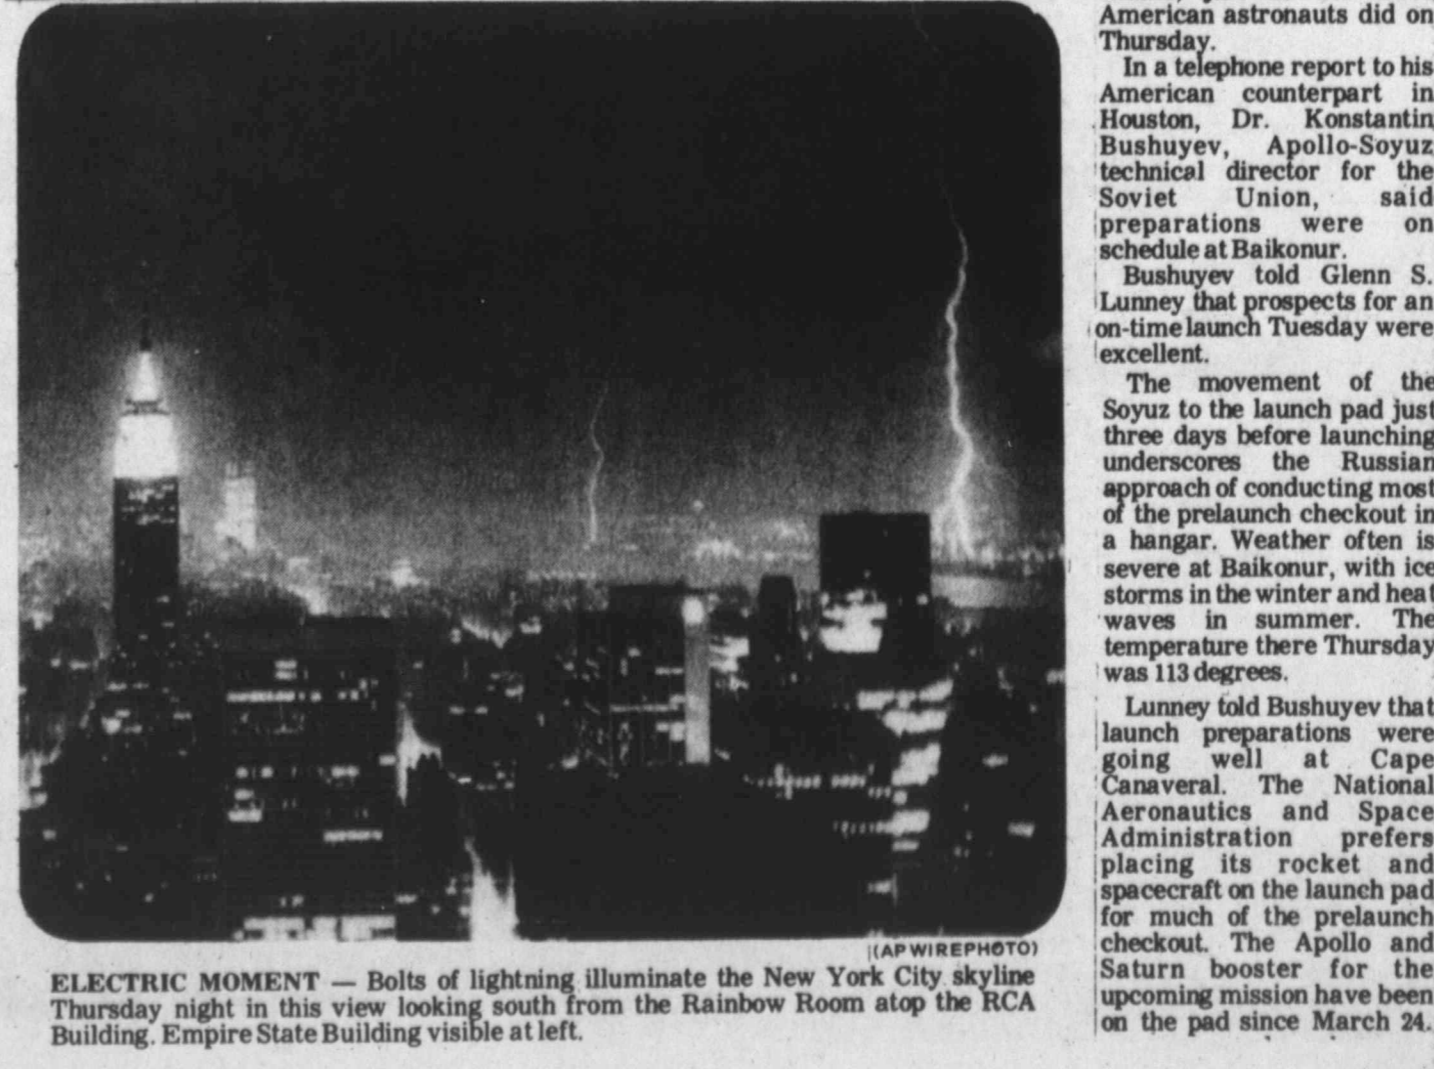 (AP WIREPHOTO)
ELECTRIC MOMENT — Bolts of lightning illuminate the New York City skyline
Thursday night in this view looking south from the Rainbow Room atop the RCA
Building. Empire State Building visible at left.
American astronauts did on
Thursday.
In a telephone report to his
American counterpart in
Houston, Dr. Konstantin
Bushuyev, Apollo-Soyuz
technical director for the
Soviet Union, said
preparations were on
schedule at Baikonur.
Bushuyev told Glenn S.
Lunney that prospects for an
on-time launch Tuesday were
excellent.
The movement of the
Soyuz to the launch pad just
three days before launching
underscores the Russian
approach of conducting most
of the prelaunch checkout in
a hangar. Weather often is
severe at Baikonur, with ice
storms in the winter and heat
waves in summer. The
temperature there Thursday
was 113 degrees.
Lunney told Bushuyev that
launch preparations were
going well at Cape
Canaveral. The National
Aeronautics and Space
Administration prefers
placing its rocket and
spacecraft on the launch pad
for much of the prelaunch
checkout. The Apollo and
Saturn booster for the
upcoming mission have been
on the pad since March 24.